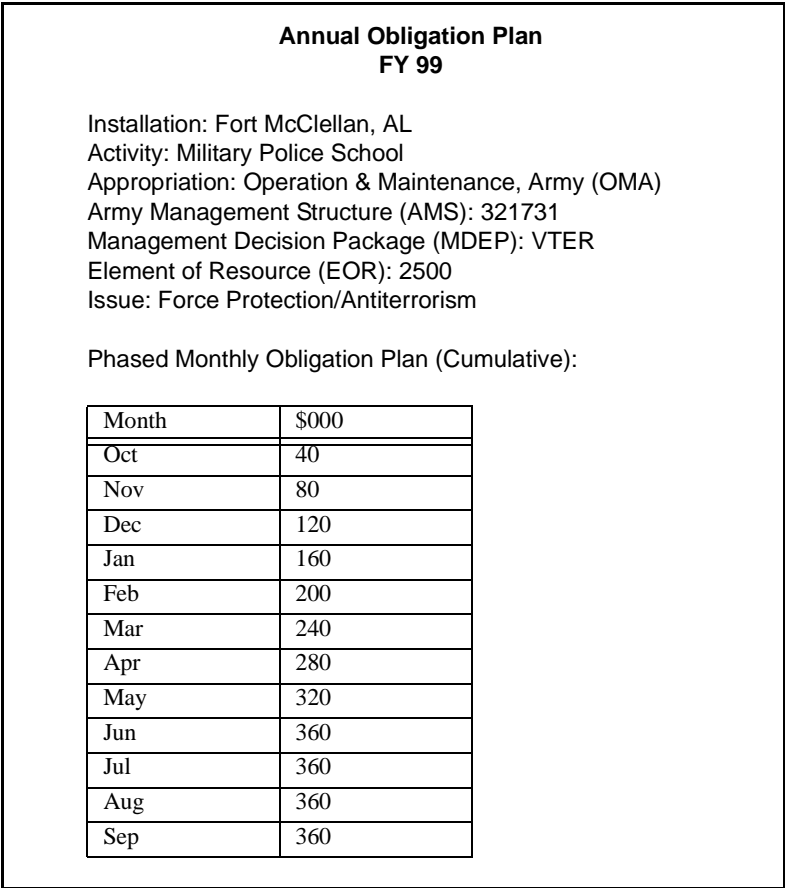 Annual Obligation Plan
FY 99
Installation: Fort McClellan, AL
Activity: Military Police School
Appropriation: Operation & Maintenance, Army (OMA)
Army Management Structure (AMS): 321731
Management Decision Package (MDEP): VTER
Element of Resource (EOR): 2500
Issue: Force Protection/Antiterrorism
Phased Monthly Obligation Plan (Cumulative):
Month $000
Oct 40
Nov 80
Dec 120
Jan 160
Feb 200
Mar 240
Apr 280
May 320
Jun 360
Jul 360
Aug 360
Sep 360